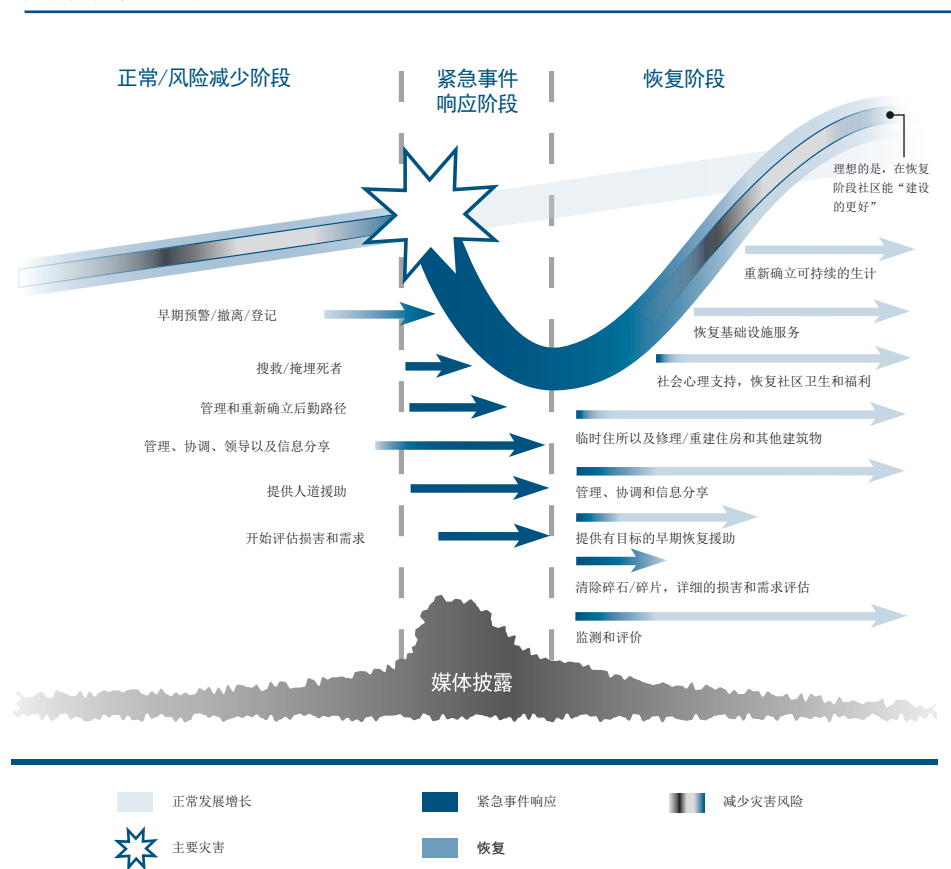 正常/风险减少阶段
紧急事件
响应阶段
恢复阶段
理想的是，在恢复
阶段社区能“建设
的更好”
重新确立可持续的生计
早期预警/撤离/登记
恢复基础设施服务
搜救/掩埋死者
社会心理支持，恢复社区卫生和福利
管理和重新确立后勤路径
临时住所以及修理/重建住房和其他建筑物
管理、协调、领导以及信息分享
提供人道援助
管理、协调和信息分享
开始评估损害和需求
提供有目标的早期恢复援助
清除碎石/碎片，详细的损害和需求评估
监测和评价
媒体披露
正常发展增长
紧急事件响应
减少灾害风险
主要灾害
恢复